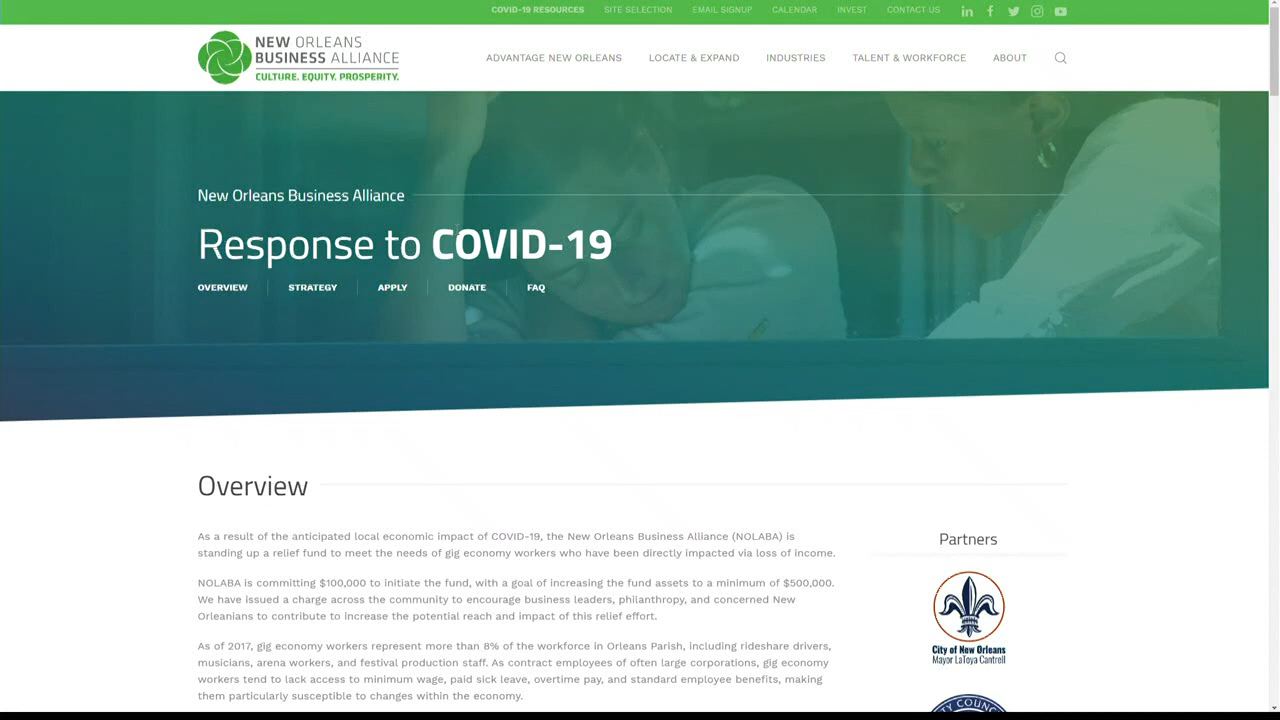 COVID-19 RESOURCES SITE SELECTION EMAIL SIGNUP CALENDAR INVEST CONTACT US
NEW ORLEANS
BUSINESS ALLIANCE
CULTURE. EQUITY. PROSPERITY.
ADVANTAGE NEW ORLEANS LOCATE & EXPAND INDUSTRIES TALENT & WORKFORCE ABOUT
New Orleans Business Alliance
Response to COVID-19
OVERVIEW STRATEGY APPLY DONATE FAQ
Overview
As a result of the anticipated local economic impact of COVID-19, the New Orleans Business Alliance (NOLABA) is
standing up a relief fund to meet the needs of gig economy workers who have been directly impacted via loss of income.
NOLABA is committing $100,000 to initiate the fund, with a goal of increasing the fund assets to a minimum of $500,000.
We have issued a charge across the community to encourage business leaders, philanthropy, and concerned New
Orleanians to contribute to increase the potential reach and impact of this relief effort.
As of 2017, gig economy workers represent more than 8% of the workforce in Orleans Parish, including rideshare drivers,
musicians, arena workers, and festival production staff. As contract employees of often large corporations, gig economy
workers tend to lack access to minimum wage, paid sick leave, overtime pay, and standard employee benefits, making
them particularly susceptible to changes within the economy.
Partners
City of New Orleans
Mayor LaToya Cantrell